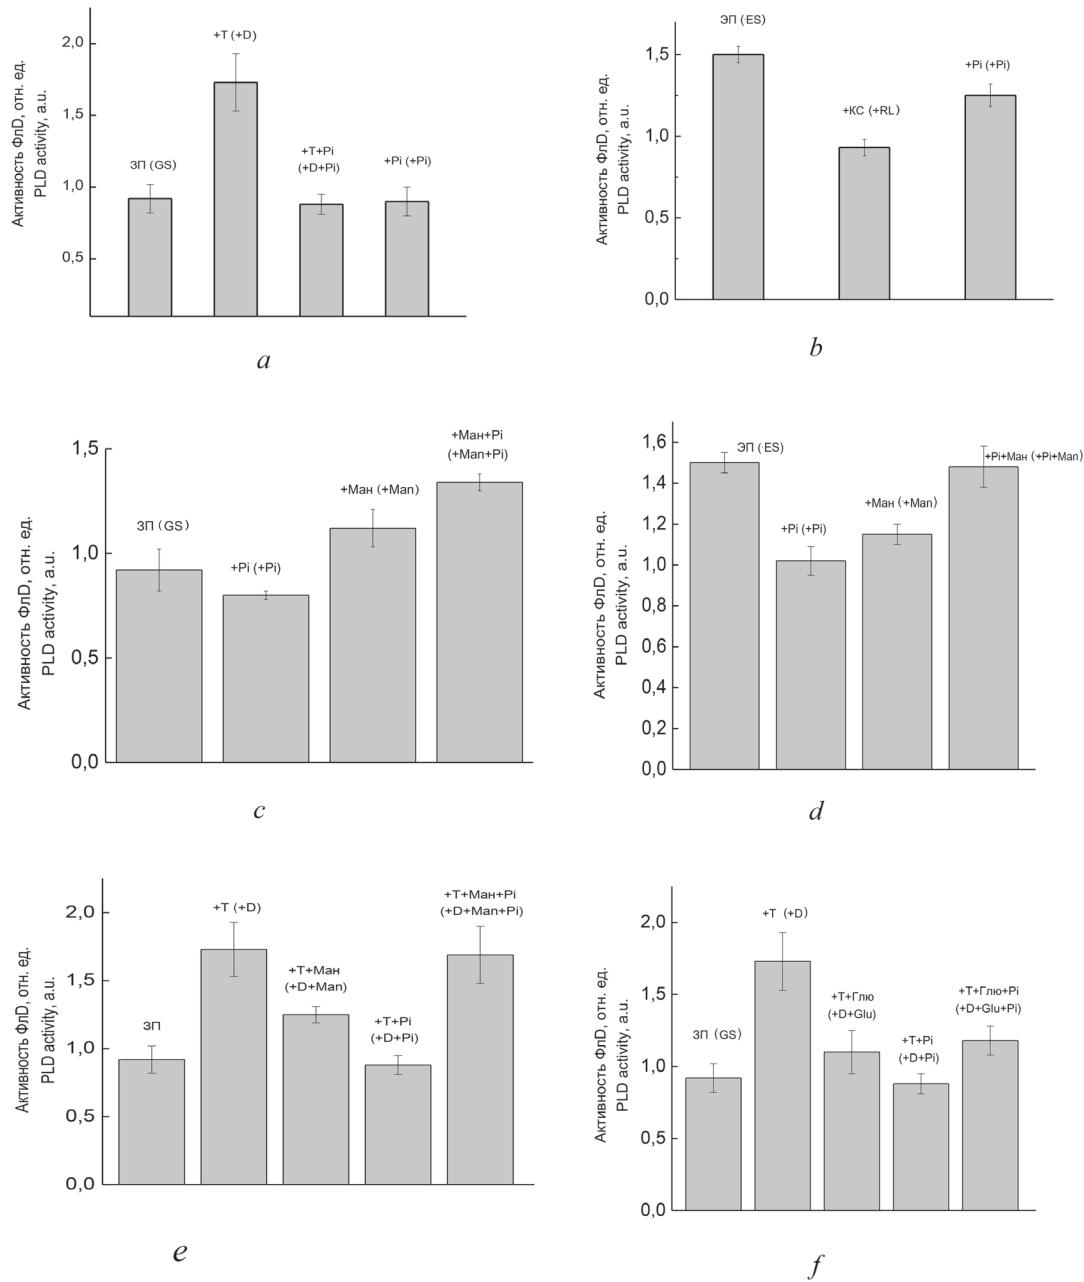 Активность ФлD, отн. ед.
PLD activity, a.u.
2,0
1,5
1,0
0,5
ЗП (GS)
+Т (+D)
+Т+Pi
(+D+Pi)
+Pi (+Pi)
a
Активность ФлD, отн. ед.
PLD activity, a.u.
1,5
1,0
0,5
0,0
ЭП (ES)
+КС (+RL)
+Pi (+Pi)
b
Активность ФлD, отн. ед.
PLD activity, a.u.
1,5
1,0
0,5
0,0
ЗП (GS)
+Pi (+Pi)
+Ман (+Man)
+Ман+Pi
(+Man+Pi)
c
Активность ФлD, отн. ед.
PLD activity, a.u.
1,6
1,4
1,2
1,0
0,8
0,6
0,4
0,2
0,0
ЭП (ES)
+Pi (+Pi)
+Ман (+Man)
+Pi+Ман (+Pi+Man)
d
Активность ФлD, отн. ед.
PLD activity, a.u.
2,0
1,5
1,0
0,5
0,0
ЗП
+Т (+D)
+Т+Ман
(+D+Man)
+Т+Pi
(+D+Pi)
+Т+Ман+Pi
(+D+Man+Pi)
e
Активность ФлD, отн. ед.
PLD activity, a.u.
2,0
1,5
1,0
0,5
0,0
ЗП (GS)
+Т (+D)
+Т+Глю
(+D+Glu)
+Т+Pi
(+D+Pi)
+Т+Глю+Pi
(+D+Glu+Pi)
f